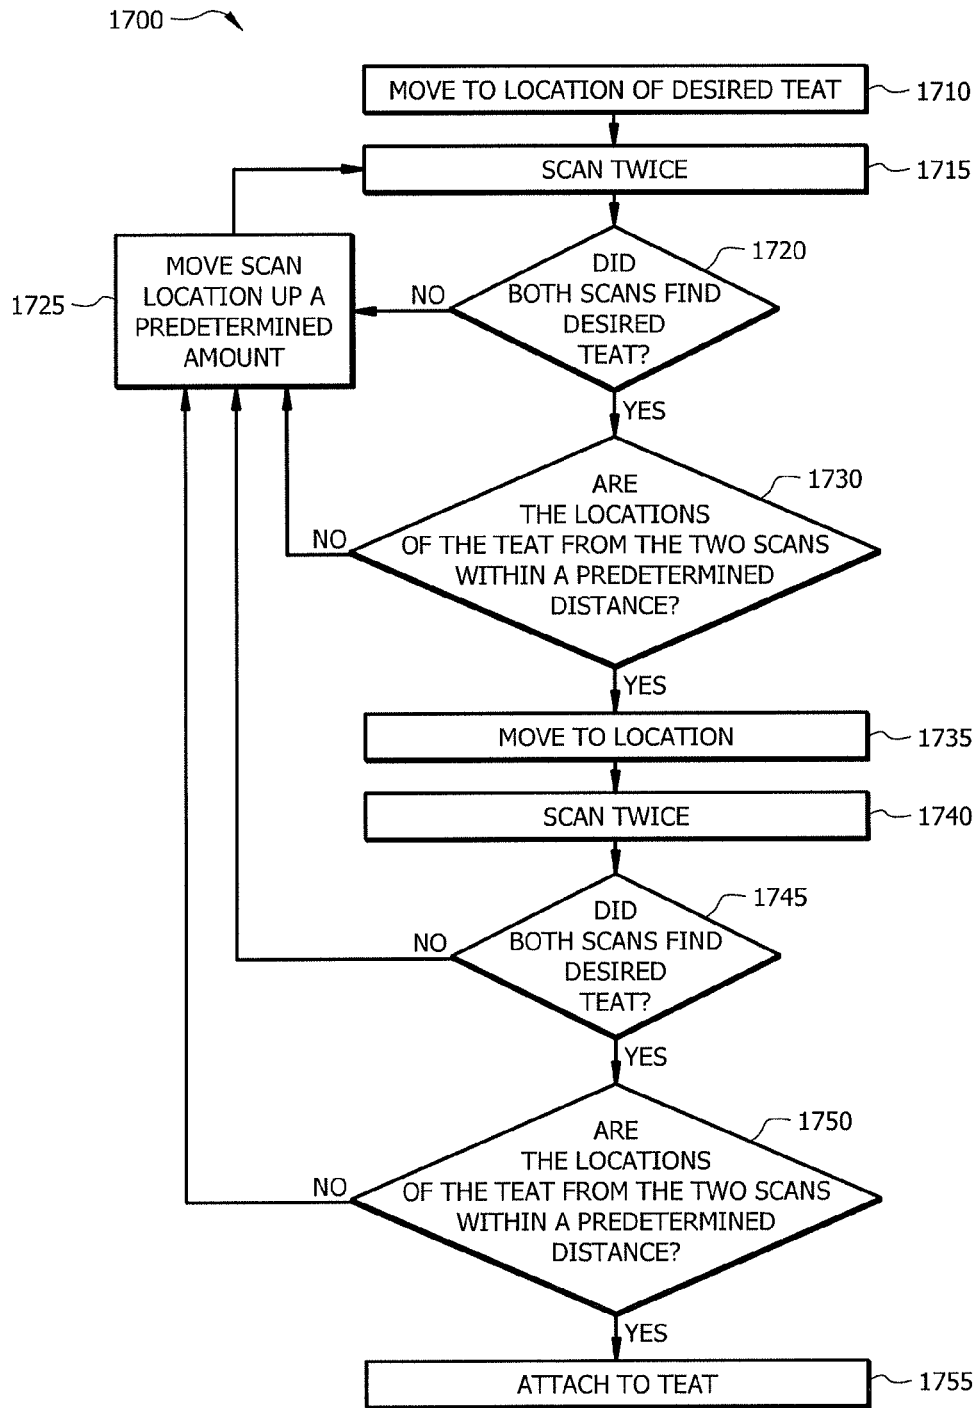 1700
MOVE TO LOCATION OF DESIRED TEAT
1710
SCAN TWICE
1715
MOVE SCAN
LOCATION UP A
PREDETERMINED
AMOUNT
1725
DID
BOTH SCANS FIND
DESIRED
TEAT?
1720
NO
YES
ARE
THE LOCATIONS
OF THE TEAT FROM THE TWO SCANS
WITHIN A PREDETERMINED
DISTANCE?
1730
NO
YES
MOVE TO LOCATION
1735
SCAN TWICE
1740
DID
BOTH SCANS FIND
DESIRED
TEAT?
1745
NO
YES
ARE
THE LOCATIONS
OF THE TEAT FROM THE TWO SCANS
WITHIN A PREDETERMINED
DISTANCE?
1750
NO
YES
ATTACH TO TEAT
1755